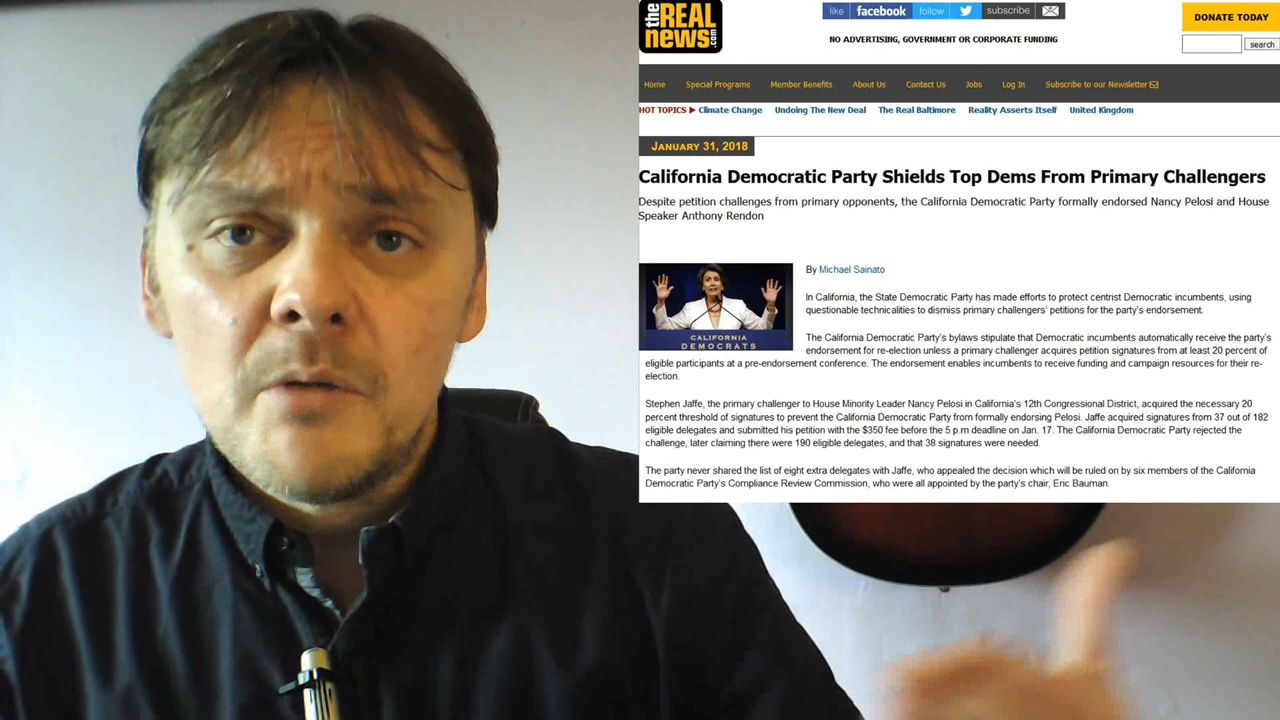 the
REAL
news.com
like facebook follow subscribe
DONATE TODAY
NO ADVERTISING, GOVERNMENT OR CORPORATE FUNDING
search
Home Special Programs Member Benefits About Us Contact Us Jobs Log In Subscribe to our Newsletter
HOT TOPICS ▶ Climate Change Undoing The New Deal The Real Baltimore Reality Asserts Itself United Kingdom
JANUARY 31, 2018
California Democratic Party Shields Top Dems From Primary Challengers
Despite petition challenges from primary opponents, the California Democratic Party formally endorsed Nancy Pelosi and House
Speaker Anthony Rendon
By Michael Sainato
In California, the State Democratic Party has made efforts to protect centrist Democratic incumbents, using
questionable technicalities to dismiss primary challengers' petitions for the party's endorsement.
CALIFORNIA
DEMOCRATS
The California Democratic Party's bylaws stipulate that Democratic incumbents automatically receive the party's
endorsement for re-election unless a primary challenger acquires petition signatures from at least 20 percent of
eligible participants at a pre-endorsement conference. The endorsement enables incumbents to receive funding and campaign resources for their re-
election.
Stephen Jaffe, the primary challenger to House Minority Leader Nancy Pelosi in California's 12th Congressional District, acquired the necessary 20
percent threshold of signatures to prevent the California Democratic Party from formally endorsing Pelosi. Jaffe acquired signatures from 37 out of 182
eligible delegates and submitted his petition with the $350 fee before the 5 p.m deadline on Jan. 17. The California Democratic Party rejected the
challenge, later claiming there were 190 eligible delegates, and that 38 signatures were needed.
The party never shared the list of eight extra delegates with Jaffe, who appealed the decision which will be ruled on by six members of the California
Democratic Party's Compliance Review Commission, who were all appointed by the party's chair, Eric Bauman.